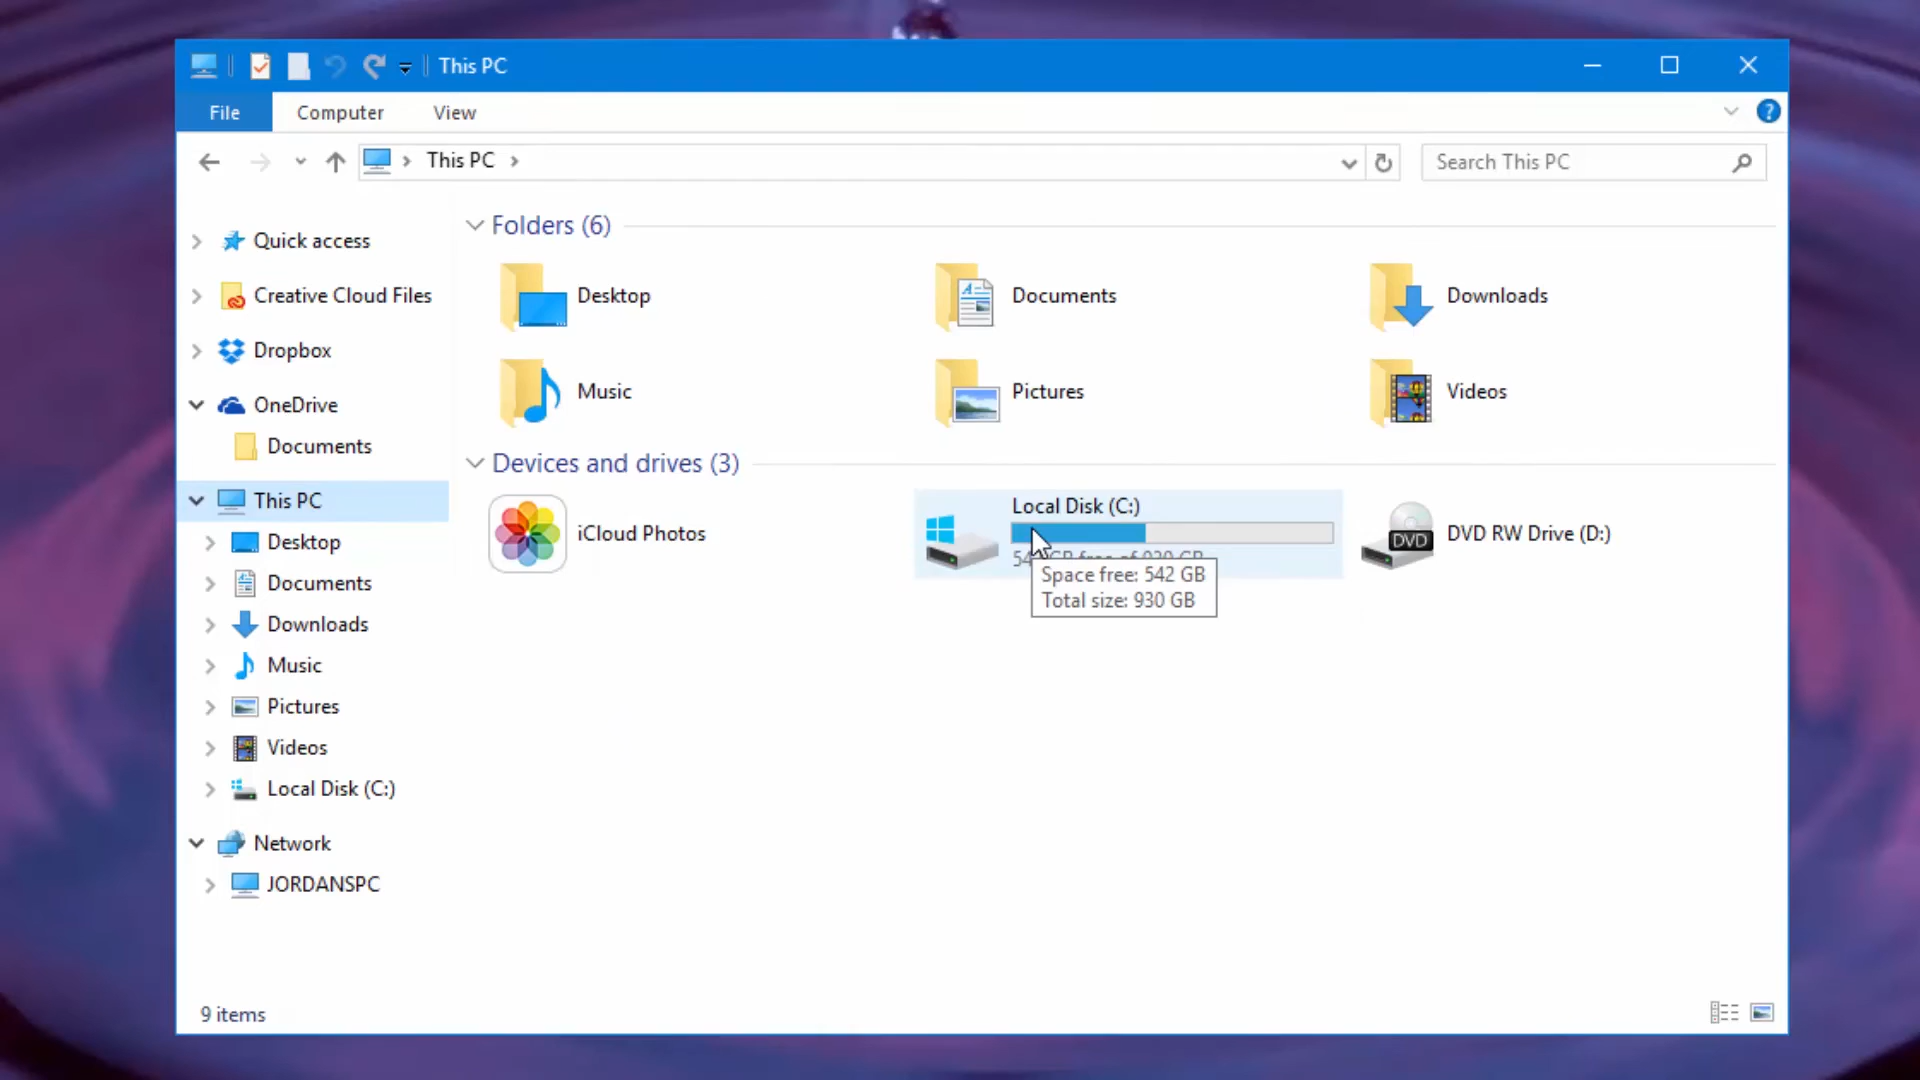 This PC
File Computer View
This PC
Search This PC
Quick access
Creative Cloud Files
Dropbox
OneDrive
Documents
This PC
Desktop
Documents
Downloads
Music
Pictures
Videos
Local Disk (C:)
Network
JORDANSPC
Folders (6)
Desktop
Documents
Downloads
Music
Pictures
Videos
Devices and drives (3)
iCloud Photos
Local Disk (C:)
Space free: 542 GB
Total size: 930 GB
DVD
DVD RW Drive (D:)
9 items